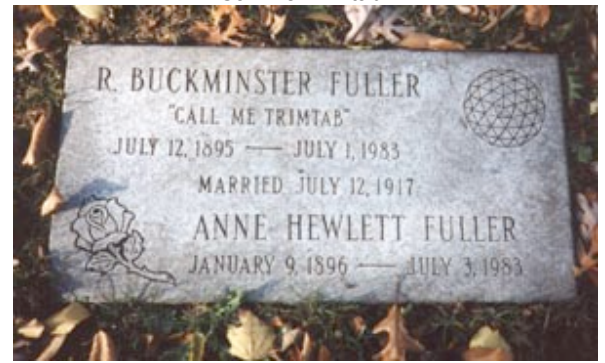 R. BUCKMINSTER FULLER
"CALL ME TRIMTAB"
JULY 12, 1895 — JULY 1, 1983
MARRIED JULY 12, 1917
ANNE HEWLETT FULLER
JANUARY 9, 1896 — JULY 3, 1983